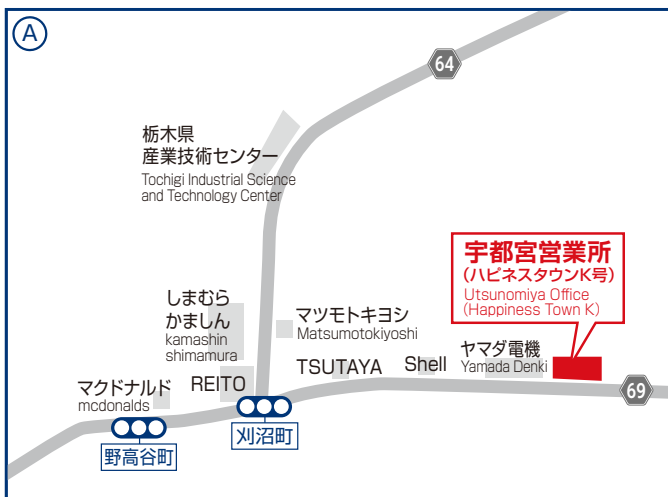 A
64
栃木県
産業技術センター
Tochigi Industrial Science
and Technology Center
宇都宮営業所
(ハピネスタウンK号)
Utsunomiya Office
(Happiness Town K)
しまむら
かましん
kamashin
shimamura
マツモトキヨシ
Matsumotokiyoshi
ヤマダ電機
Yamada Denki
TSUTAYA
Shell
マクドナルド
mcdonalds
REITO
69
刈沼町
野高谷町